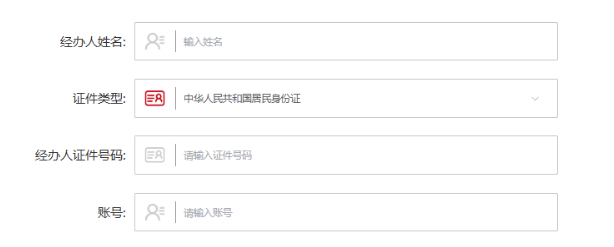 经办人姓名: 输入姓名
证件类型: 中华人民共和国居民身份证
经办人证件号码: 请输入证件号码
账号: 请输入账号